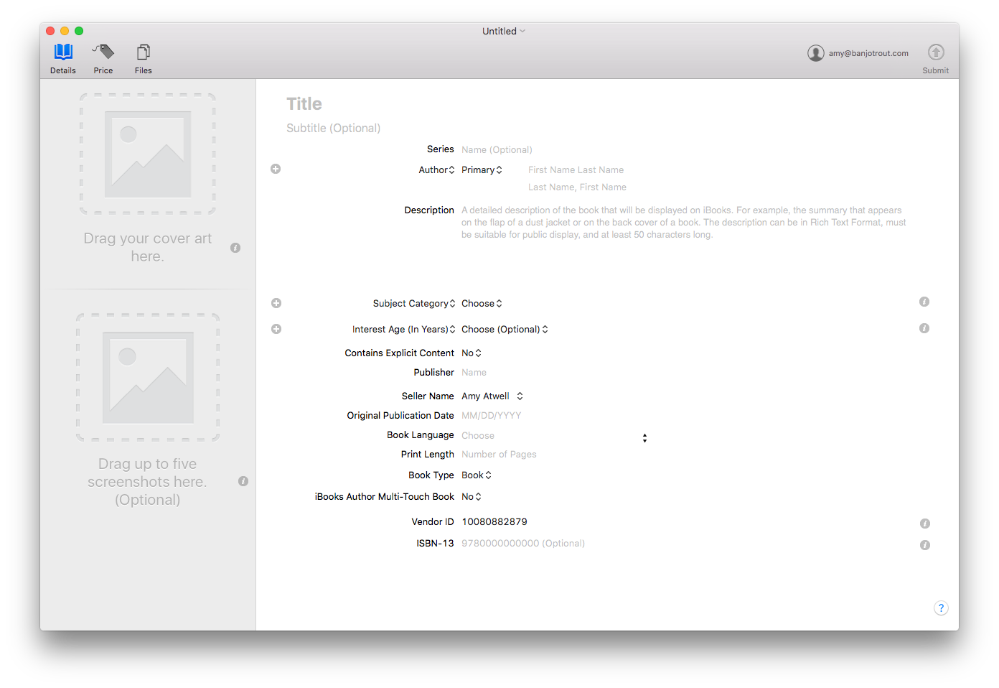 Untitled
Details
Price
Files
amy@banjotrout.com
Submit
Drag your cover art
here.
Drag up to five
screenshots here.
(Optional)
Title
Subtitle (Optional)
Series Name (Optional)
Author Primary First Name Last Name
Last Name, First Name
Description A detailed description of the book that will be displayed on iBooks. For example, the summary that appears
on the flap of a dust jacket or on the back cover of a book. The description can be in Rich Text Format, must
be suitable for public display, and at least 50 characters long.
Subject Category Choose
Interest Age (In Years) Choose (Optional)
Contains Explicit Content No
Publisher Name
Seller Name Amy Atwell
Original Publication Date MM/DD/YYYY
Book Language Choose
Print Length Number of Pages
Book Type Book
iBooks Author Multi-Touch Book No
Vendor ID 10080882879
ISBN-13 9780000000000 (Optional)
?